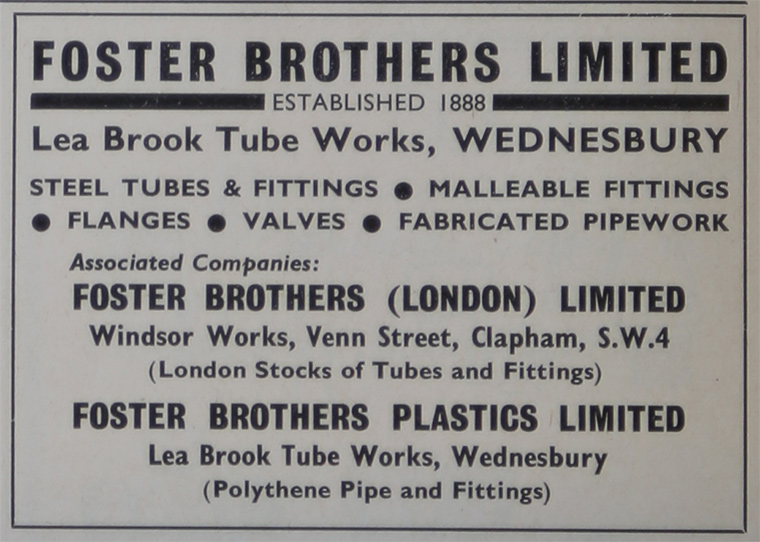 FOSTER BROTHERS LIMITED
ESTABLISHED 1888
Lea Brook Tube Works, WEDNESBURY
STEEL TUBES & FITTINGS ● MALLEABLE FITTINGS
● FLANGES ● VALVES ● FABRICATED PIPEWORK
Associated Companies:
FOSTER BROTHERS (LONDON) LIMITED
Windsor Works, Venn Street, Clapham, S.W.4
(London Stocks of Tubes and Fittings)
FOSTER BROTHERS PLASTICS LIMITED
Lea Brook Tube Works, Wednesbury
(Polythene Pipe and Fittings)